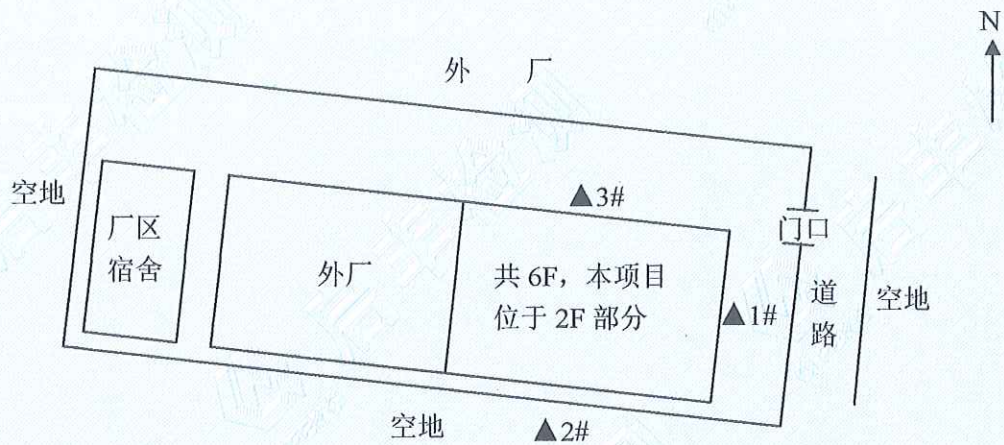 N
外 厂
空地
▲3#
厂区
宿舍
外厂
共 6F，本项目
位于 2F 部分
▲1#
门口
道
路
空地
空地
▲2#